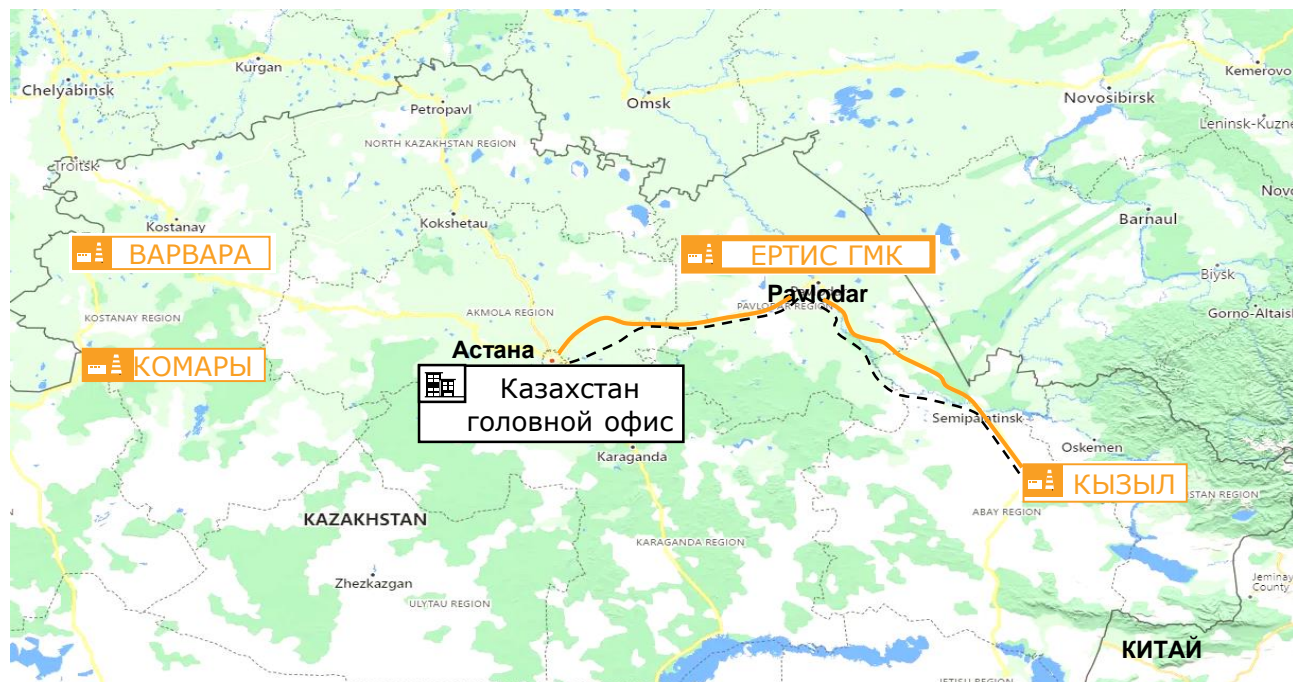 Kurgan
Kemerovo
Chelyabinsk
Omsk
Novosibirsk
Petropavl
Leninsk-Kuzne
NORTH KAZAKHSTAN REGION
Troitsk
Novo
Kostanay
Kokshetau
Barnaul
ВАРВАРА
ЕРТИС ГМК
Biysk
Pavlodar
PAVLODAR REGION
KOSTANAY REGION
AKMOLA REGION
Gorno-Altaisk
Астана
КОМАРЫ
Казахстан
головной офис
Semipalatinsk
Oskemen
Karaganda
КЫЗЫЛ
STAN REGION
ABAY REGION
KAZAKHSTAN
KARAGANDA REGION
Zhezkazgan
Jeminay
County
ULYTAU REGION
КИТАЙ
JETISU REGION